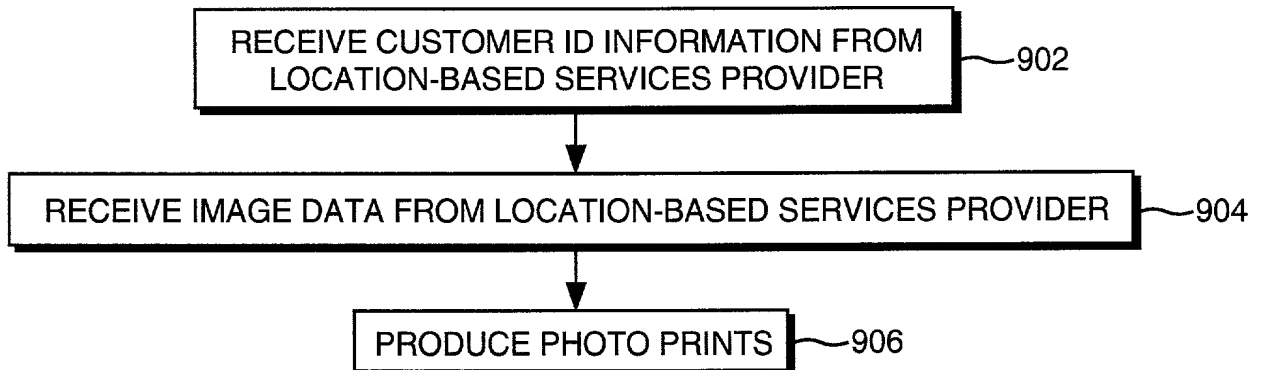 RECEIVE CUSTOMER ID INFORMATION FROM
LOCATION-BASED SERVICES PROVIDER
902
RECEIVE IMAGE DATA FROM LOCATION-BASED SERVICES PROVIDER
904
PRODUCE PHOTO PRINTS
906